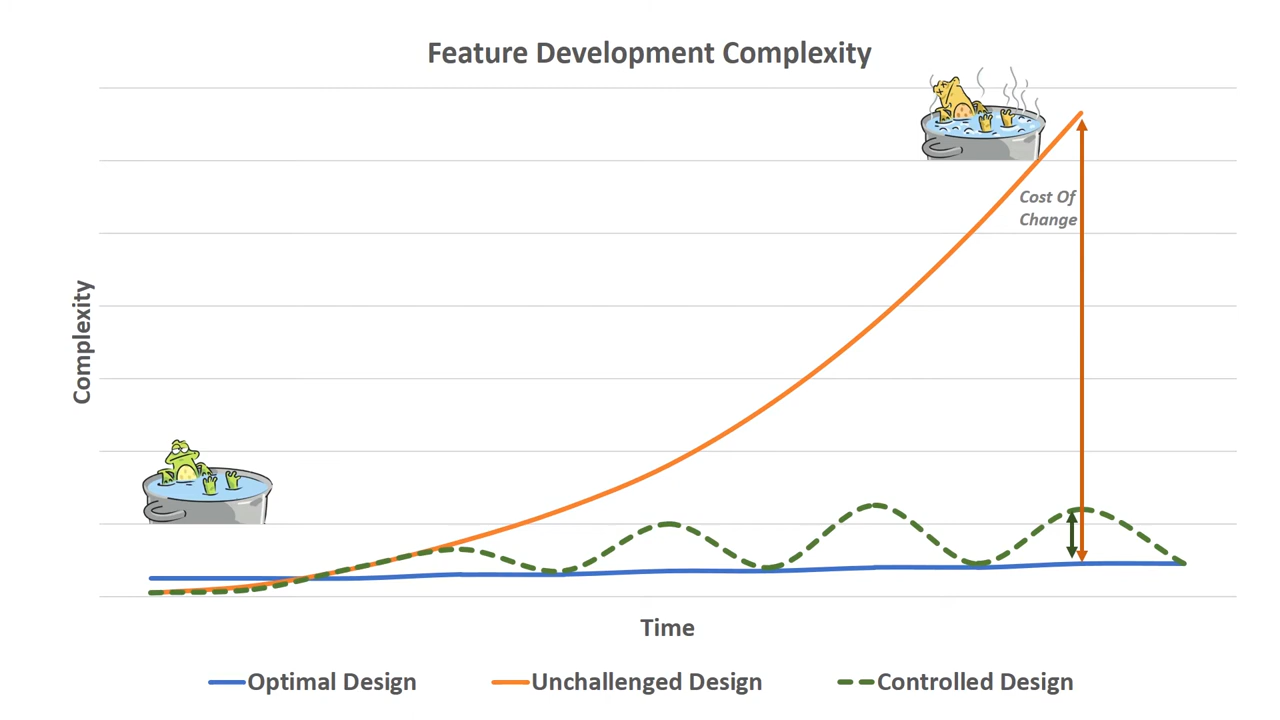 Feature Development Complexity
Cost Of
Change
Complexity
Time
Optimal Design
Unchallenged Design
Controlled Design